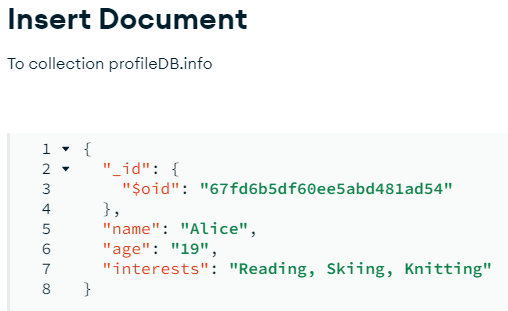 Insert Document
To collection profileDB.info
1 {
2 "_id": {
3 "$oid": "67fd6b5df60ee5abd481ad54"
4 },
5 "name": "Alice",
6 "age": "19",
7 "interests": "Reading, Skiing, Knitting"
8 }